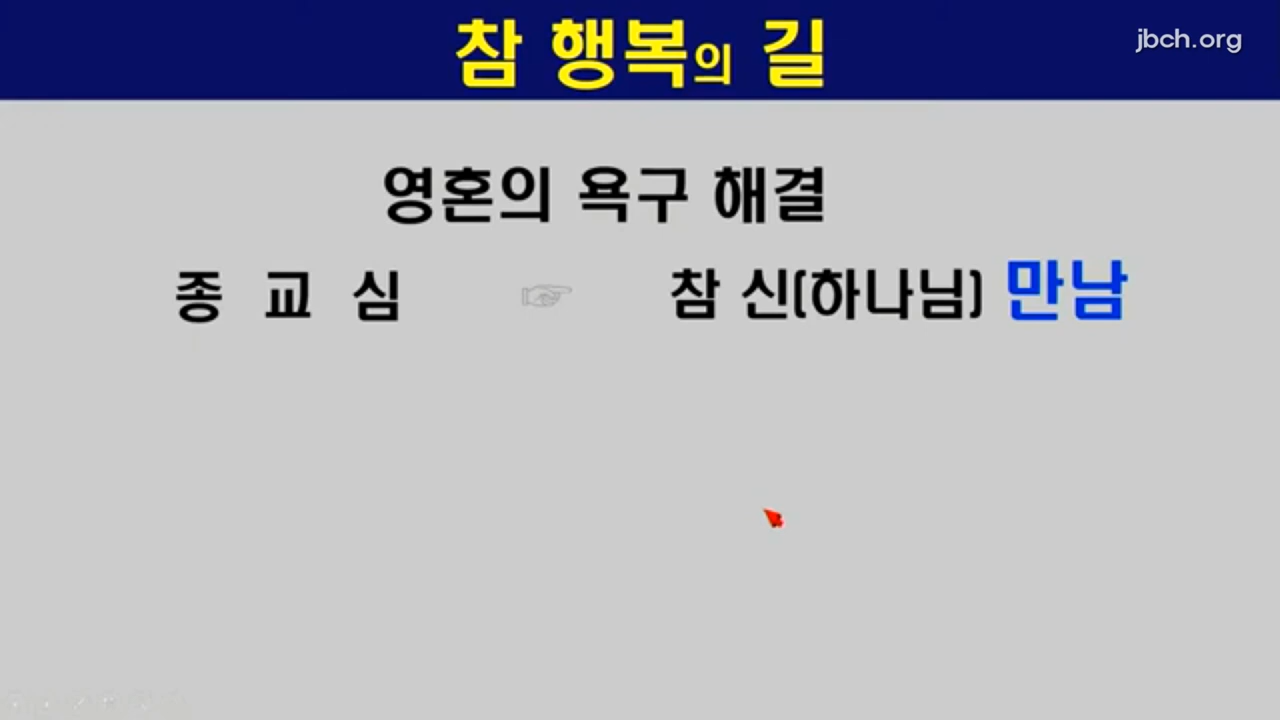 참 행복의 길
jbch.org
영혼의 욕구 해결
종 교 심 ☞ 참 신(하나님) 만남